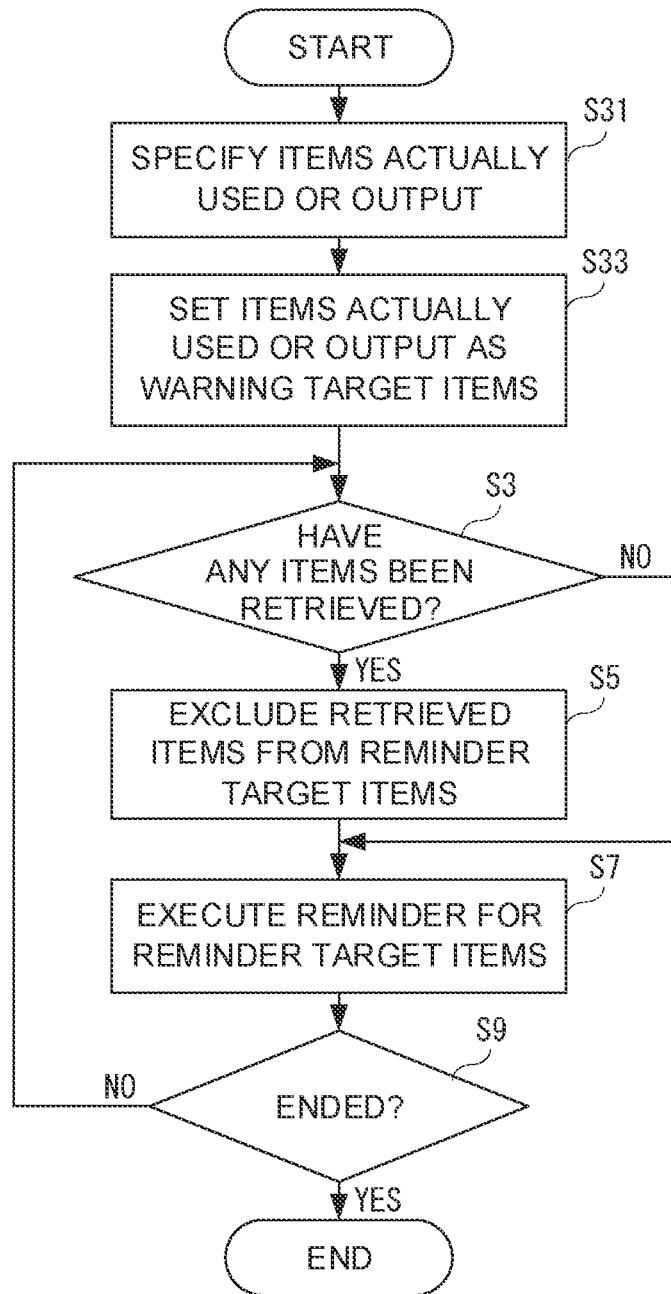 START
S31
SPECIFY ITEMS ACTUALLY
USED OR OUTPUT
S33
SET ITEMS ACTUALLY
USED OR OUTPUT AS
WARNING TARGET ITEMS
S3
HAVE
ANY ITEMS BEEN
RETRIEVED?
NO
YES
S5
EXCLUDE RETRIEVED
ITEMS FROM REMINDER
TARGET ITEMS
S7
EXECUTE REMINDER FOR
REMINDER TARGET ITEMS
S9
NO
ENDED?
YES
END